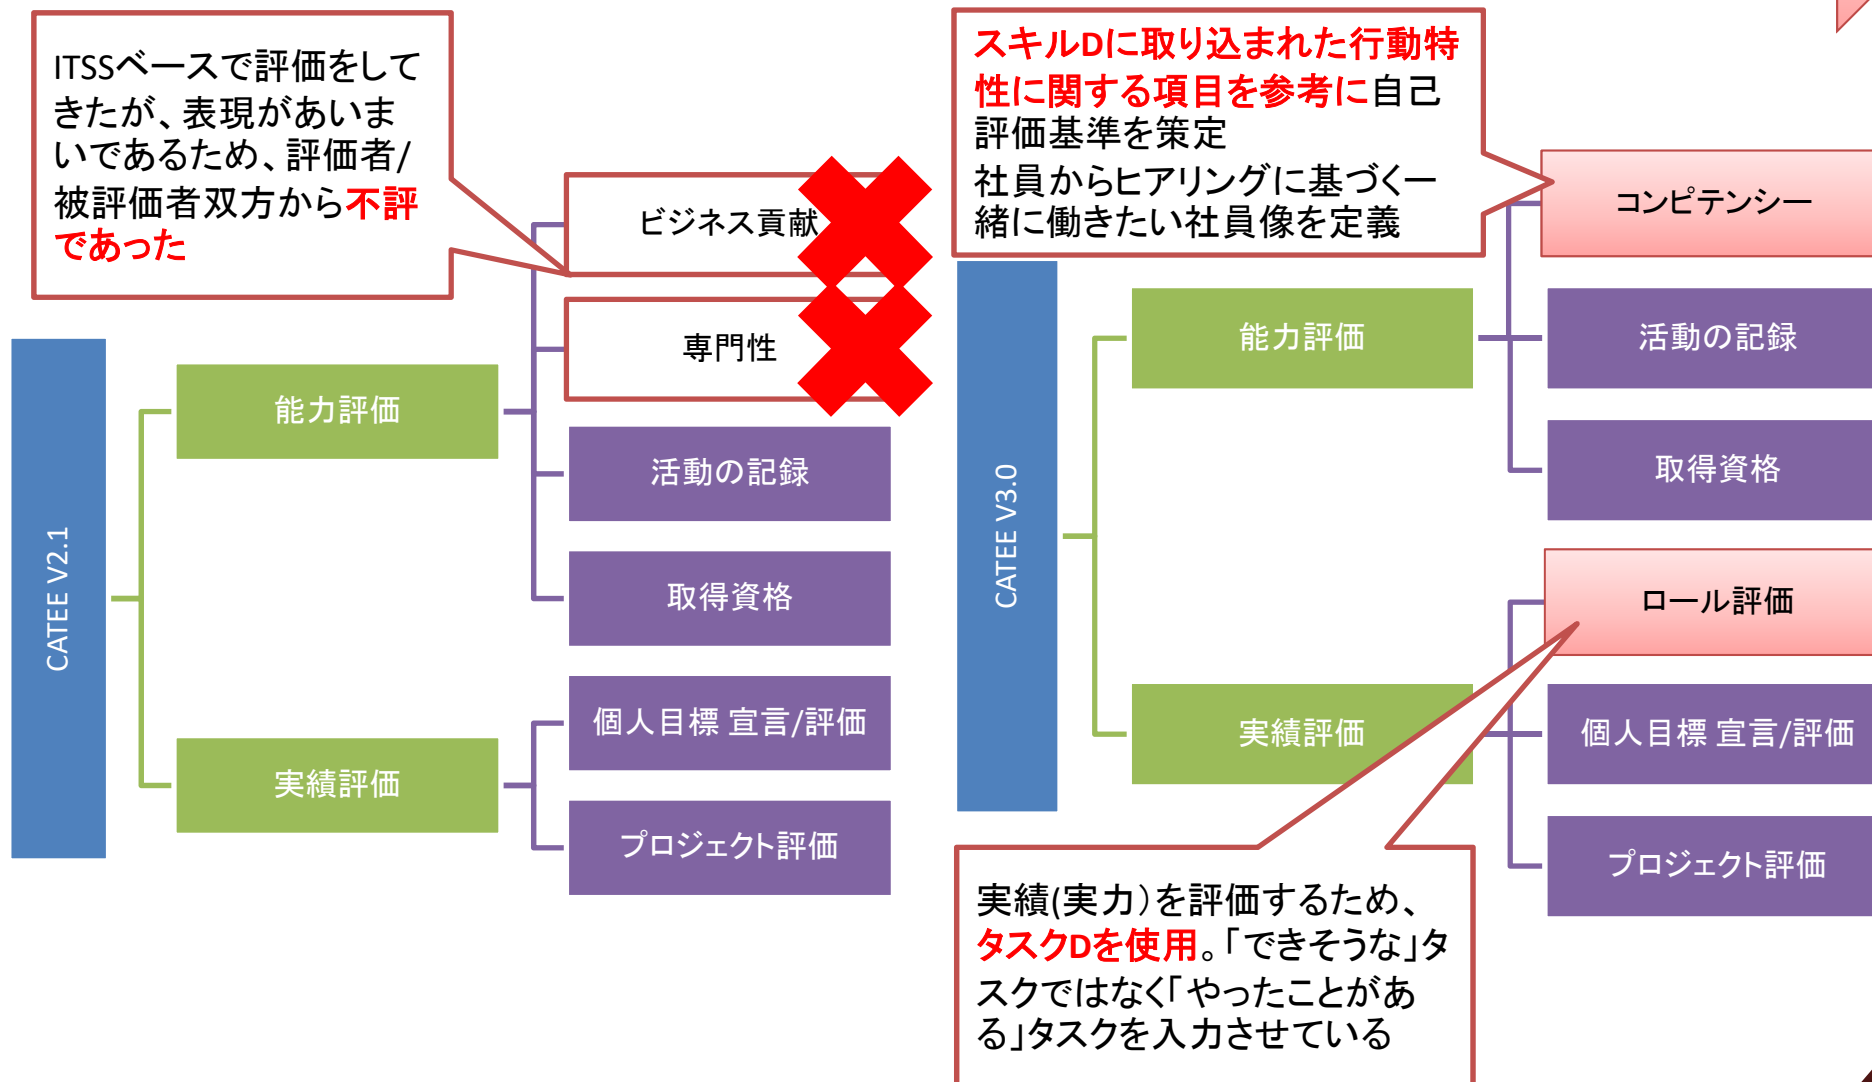 ITSSベースで評価をして
きたが、表現があいま
いであるため、評価者/
被評価者双方から不評
であった
ビジネス貢献
専門性
能力評価
活動の記録
取得資格
CATEE V2.1
個人目標 宣言/評価
実績評価
プロジェクト評価
スキルDに取り込まれた行動特
性に関する項目を参考に自己
評価基準を策定
社員からヒアリングに基づく一
緒に働きたい社員像を定義
コンピテンシー
能力評価
活動の記録
取得資格
CATEE V3.0
ロール評価
実績評価
個人目標 宣言/評価
プロジェクト評価
実績(実力）を評価するため、
タスクDを使用。「できそうな」タ
スクではなく「やったことがあ
る」タスクを入力させている